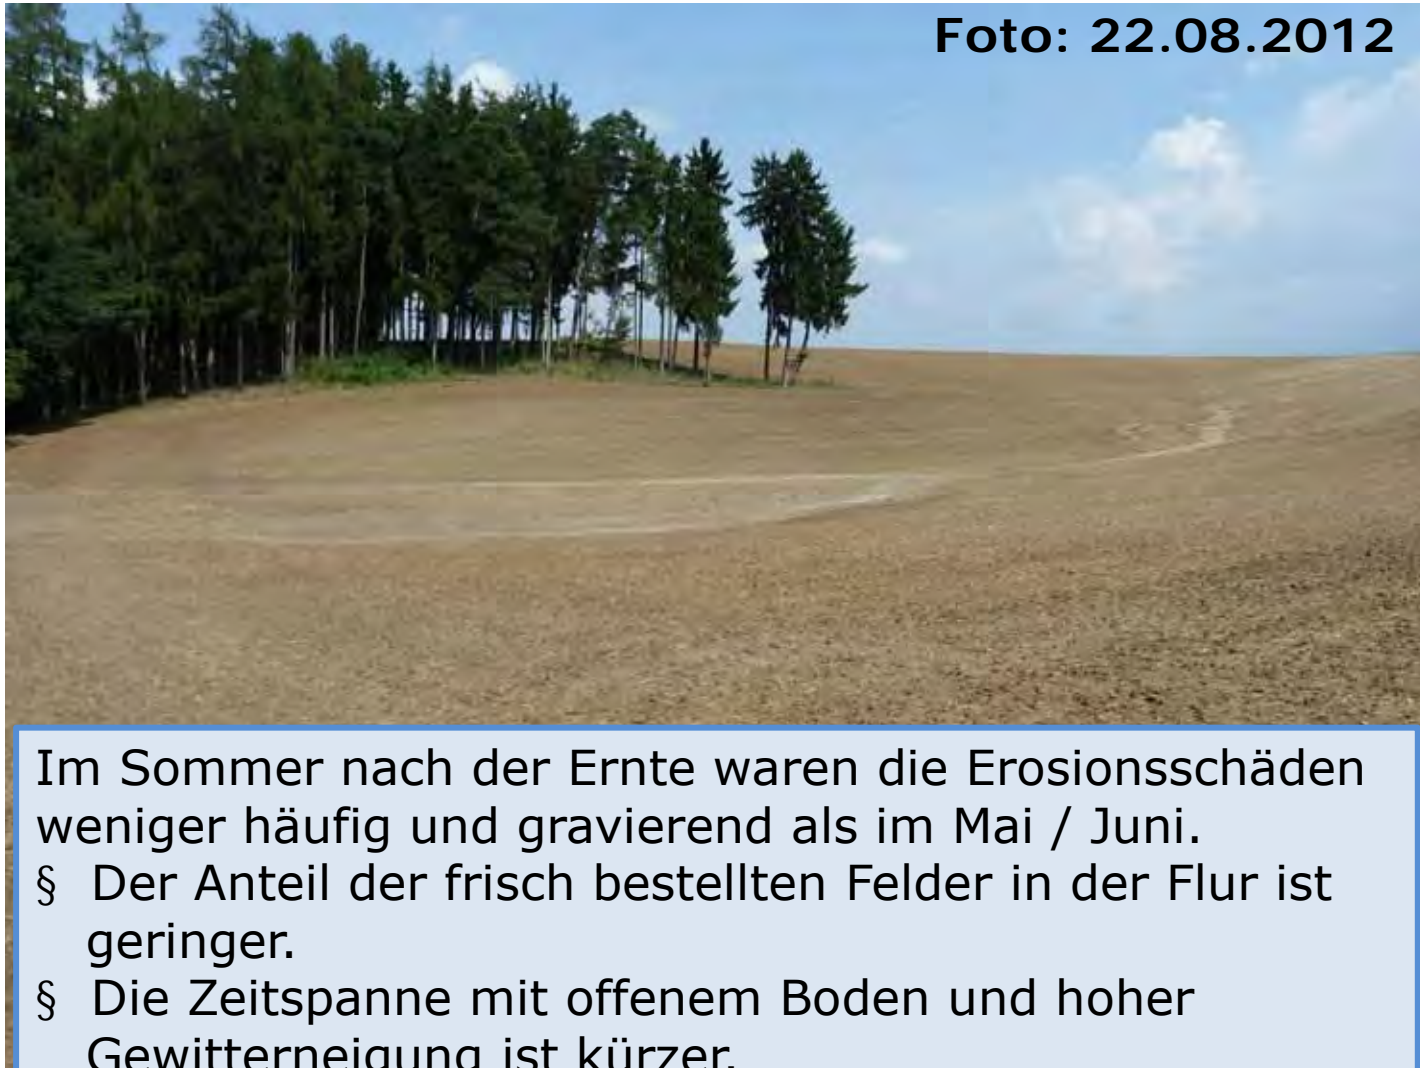 Foto: 22.08.2012
Im Sommer nach der Ernte waren die Erosionsschäden
weniger häufig und gravierend als im Mai / Juni.
§ Der Anteil der frisch bestellten Felder in der Flur ist
geringer.
§ Die Zeitspanne mit offenem Boden und hoher
Gewitterneigung ist kürzer.